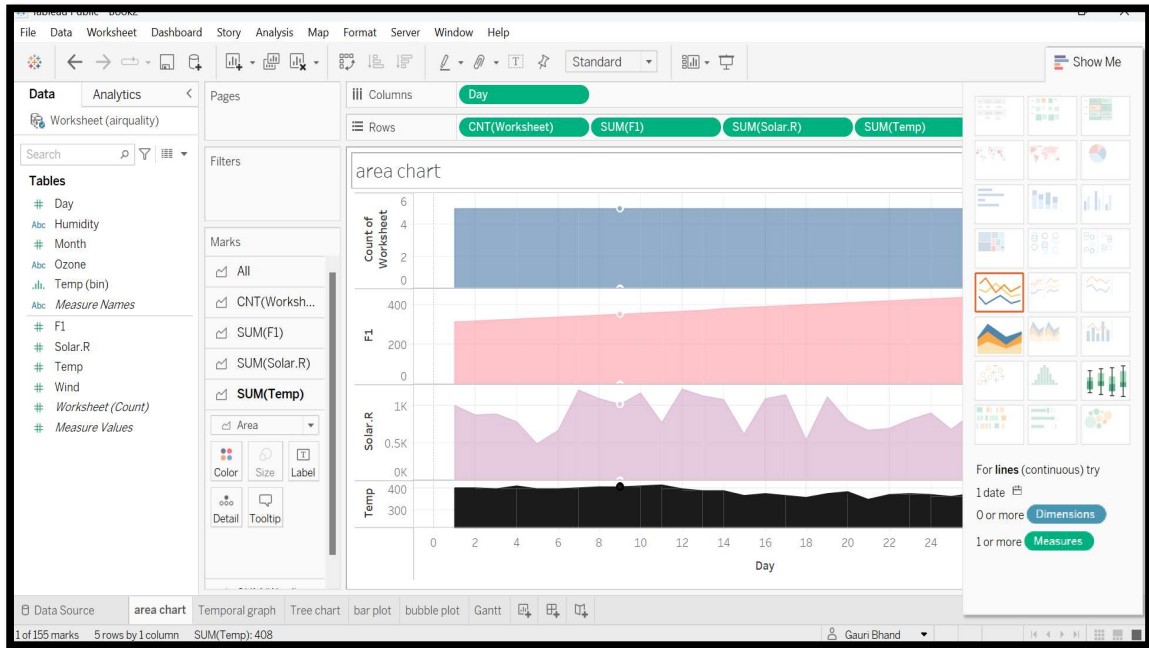 Tableau Public - Book2
File Data Worksheet Dashboard Story Analysis Map Format Server Window Help
Standard
Show Me
Data Analytics
Pages
Columns Day
Worksheet (airquality)
Rows CNT(Worksheet) SUM(F1) SUM(Solar.R) SUM(Temp)
Search
Filters
area chart
Tables
# Day
Abc Humidity
# Month
Abc Ozone
Temp (bin)
Abc Measure Names
# F1
# Solar.R
# Temp
# Wind
# Worksheet (Count)
# Measure Values
Marks
All
CNT(Worksh...
SUM(F1)
SUM(Solar.R)
SUM(Temp)
Area
Color Size Label
Detail Tooltip
Count of
Worksheet
6
4
2
0
F1
400
200
0
Solar.R
1K
0.5K
0K
Temp
400
300
0 2 4 6 8 10 12 14 16 18 20 22 24
Day
For lines (continuous) try
1 date
0 or more Dimensions
1 or more Measures
Data Source area chart Temporal graph Tree chart bar plot bubble plot Gantt
1 of 155 marks 5 rows by 1 column SUM(Temp): 408 Gauri Bhand